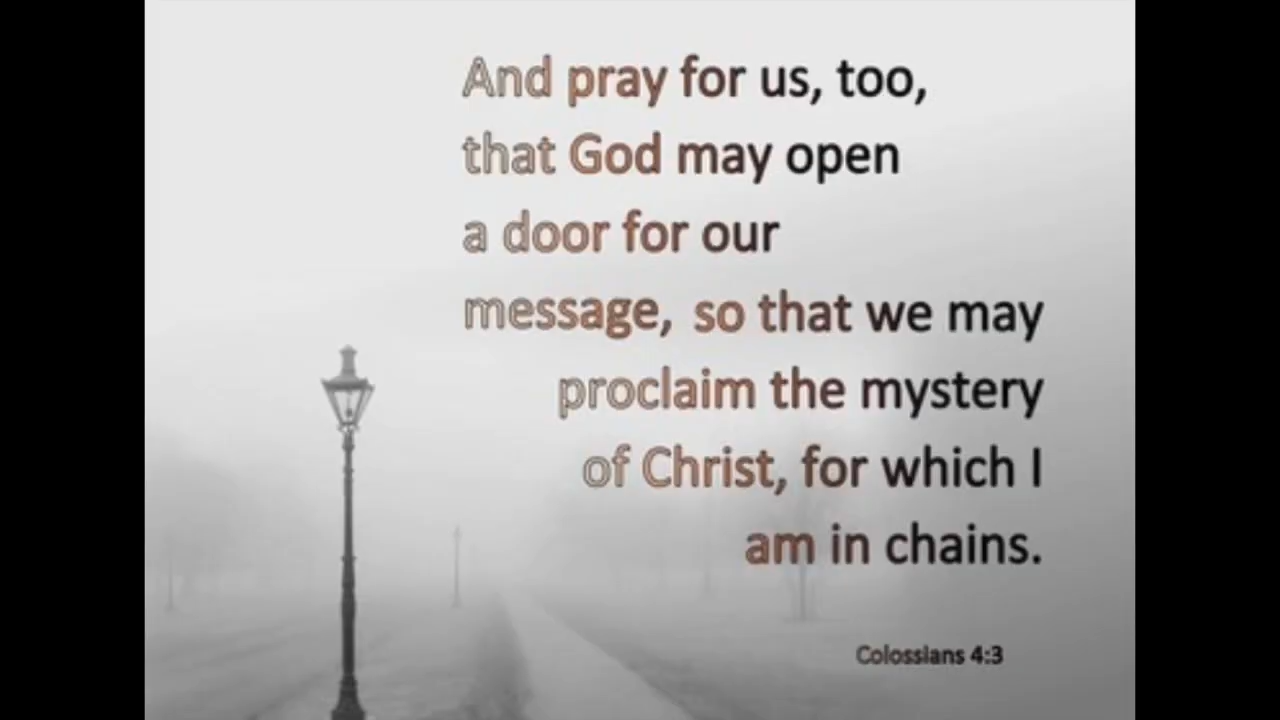 And pray for us, too,
that God may open
a door for our
message, so that we may
proclaim the mystery
of Christ, for which I
am in chains.
Colossians 4:3